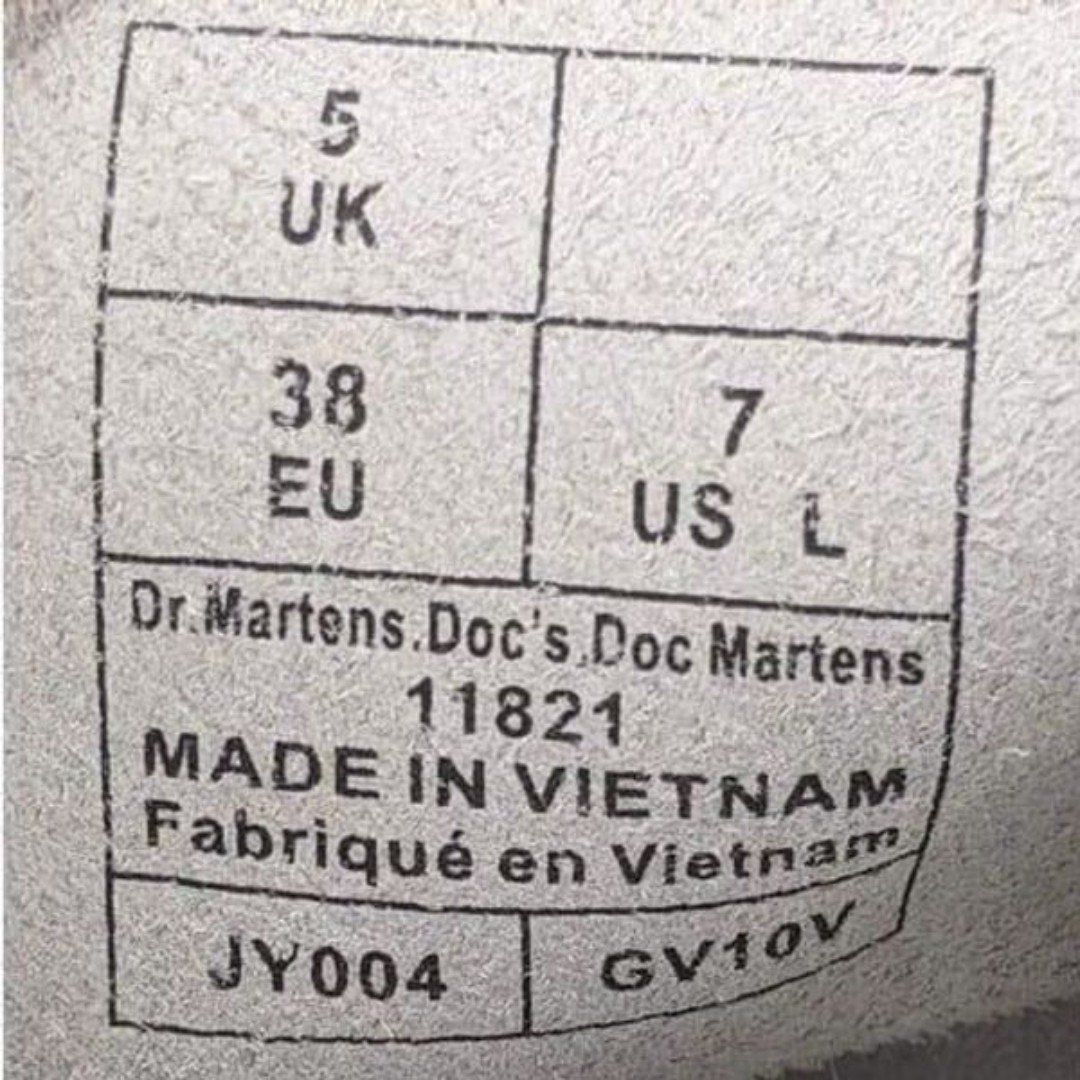 5
UK
38
EU
7
US L
Dr.Martens.Doc's.Doc Martens
11821
MADE IN VIETNAM
Fabriqué en Vietnam
JY004
GV10V